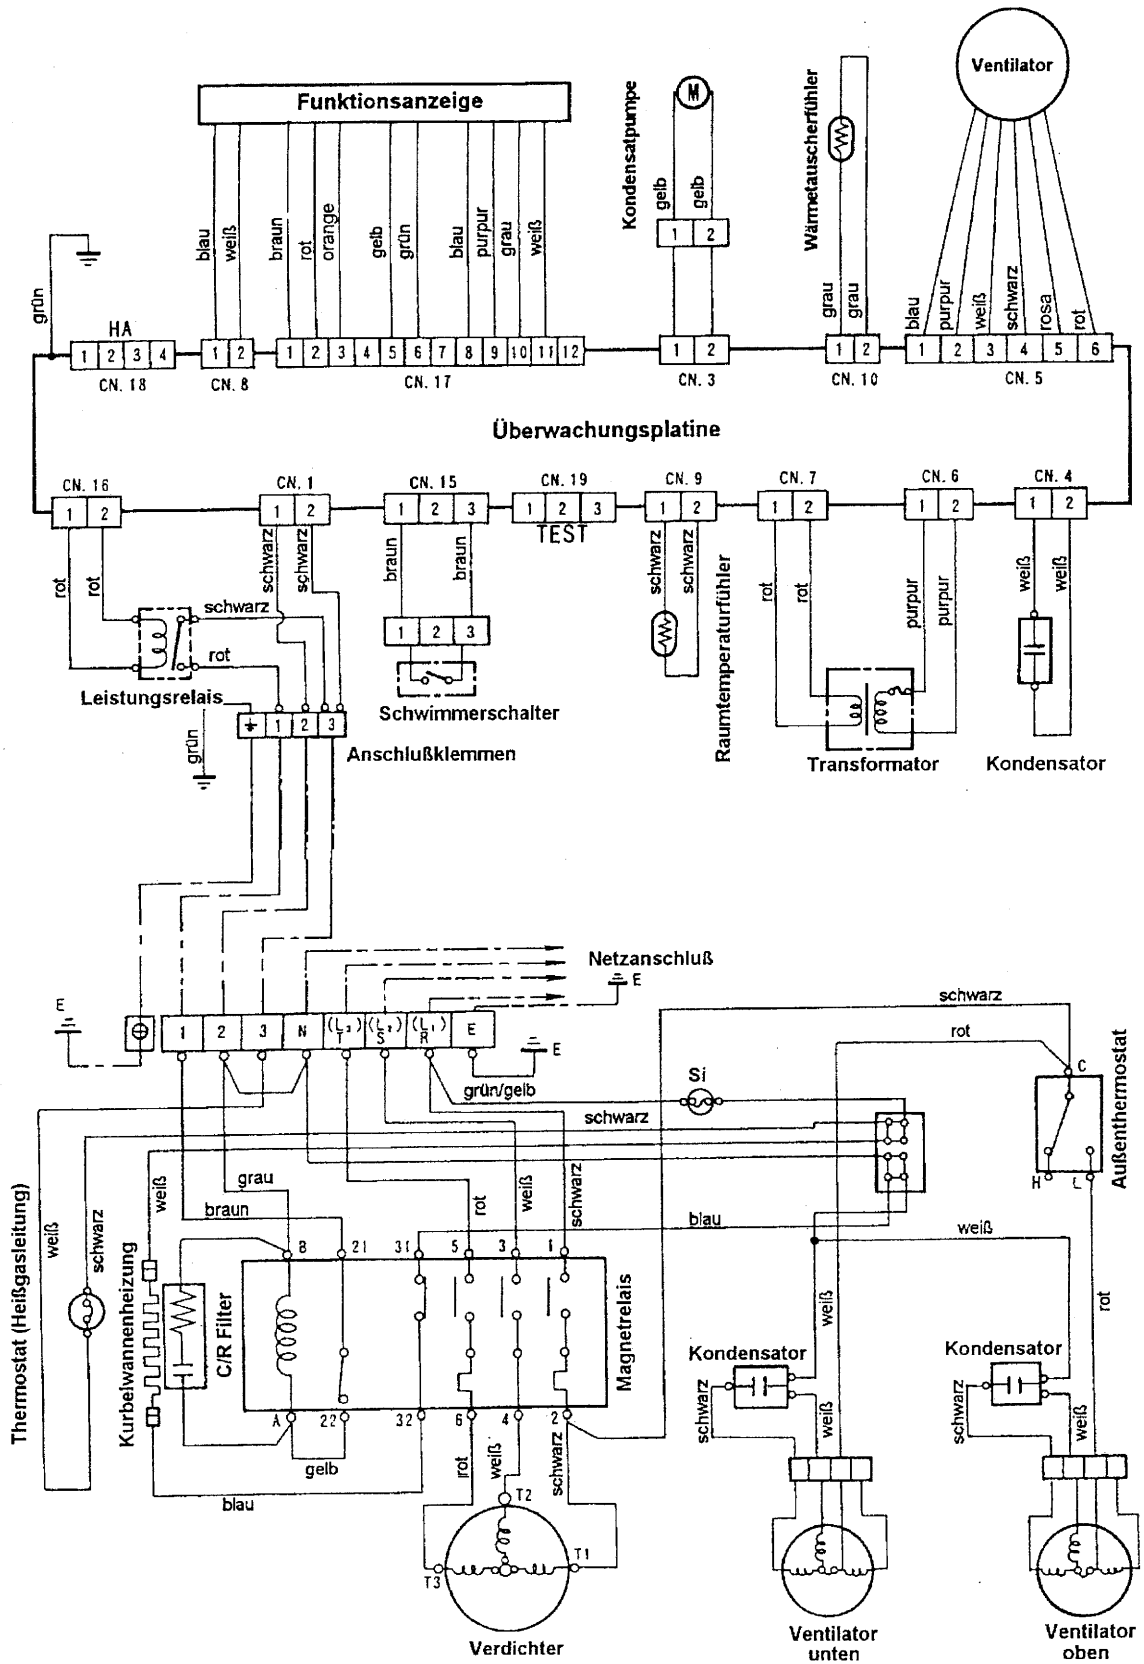 Funktionsanzeige
Kondensatpumpe
M
Wärmetauscherfühler
Ventilator
blau
weiß
braun
rot
orange
gelb
grün
blau
purpur
grau
weiß
gelb
gelb
1 2
grau
grau
blau
purpur
weiß
schwarz
rosa
rot
grün
HA
1 2 3 4
1 2
1 2 3 4 5 6 7 8 9 10 11 12
1 2
1 2
1 2 3 4 5 6
CN. 18
CN. 8
CN. 17
CN. 3
CN. 10
CN. 5
Überwachungsplatine
CN. 16
CN. 1
CN. 15
CN. 19
CN. 9
CN. 7
CN. 6
CN. 4
1 2
1 2
1 2 3
1 2 3
1 2
1 2
1 2
1 2
TEST
rot
rot
schwarz
schwarz
braun
braun
schwarz
schwarz
rot
rot
purpur
purpur
weiß
weiß
schwarz
rot
1 2 3
Raumtemperaturfühler
Leistungsrelais
Schwimmerschalter
grün
1 2 3
Anschlußklemmen
Transformator
Kondensator
Netzanschluß
E
E
schwarz
1 2 3 N (L3) T (L2) S (L1) R E
rot
E
grün/gelb
Si
C
Außenthermostat
schwarz
H L
grau
braun
weiß
rot
weiß
schwarz
blau
weiß
Thermostat (Heißgasleitung)
weiß
schwarz
Kurbelwannenheizung
C/R Filter
B 21 31 5 3 1
Magnetrelais
weiß
rot
Kondensator
Kondensator
A 22 32 6 4 2
schwarz
weiß
schwarz
weiß
gelb
rot
weiß
schwarz
blau
T2
T1
T3
Verdichter
Ventilator
unten
Ventilator
oben